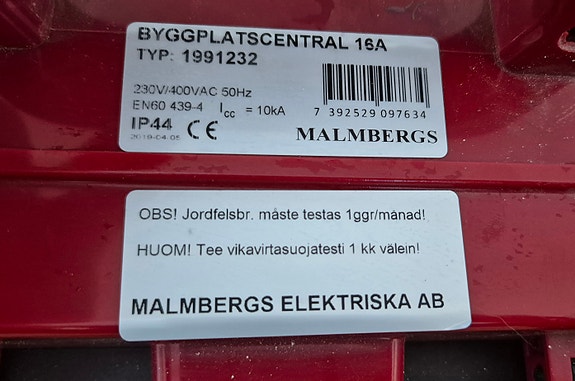 BYGGPLATSCENTRAL 16A
TYP: 1991232
230V/400VAC 50Hz
EN60 439-4 Icc = 10kA
IP44 CE
2019-04-05
7 392529 097634
MALMBERGS
OBS! Jordfelsbr. måste testas 1ggr/månad!
HUOM! Tee vikavirtasuojatesti 1 kk välein!
MALMBERGS ELEKTRISKA AB